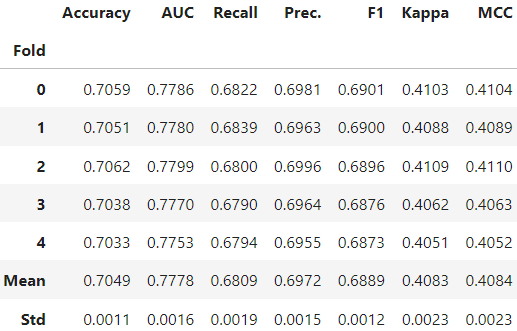 Accuracy AUC Recall Prec. F1 Kappa MCC
Fold
0 0.7059 0.7786 0.6822 0.6981 0.6901 0.4103 0.4104
1 0.7051 0.7780 0.6839 0.6963 0.6900 0.4088 0.4089
2 0.7062 0.7799 0.6800 0.6996 0.6896 0.4109 0.4110
3 0.7038 0.7770 0.6790 0.6964 0.6876 0.4062 0.4063
4 0.7033 0.7753 0.6794 0.6955 0.6873 0.4051 0.4052
Mean 0.7049 0.7778 0.6809 0.6972 0.6889 0.4083 0.4084
Std 0.0011 0.0016 0.0019 0.0015 0.0012 0.0023 0.0023